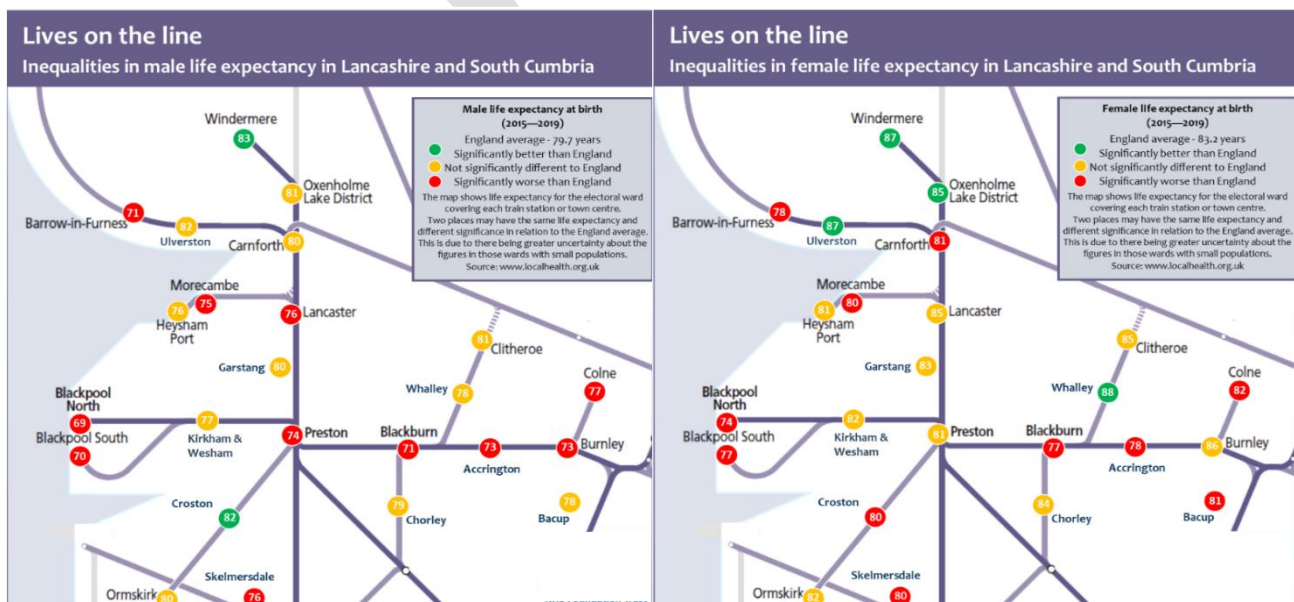 Lives on the line
Inequalities in male life expectancy in Lancashire and South Cumbria
Male life expectancy at birth
(2015—2019)
England average - 79.7 years
Significantly better than England
Not significantly different to England
Significantly worse than England
The map shows life expectancy for the electoral ward
covering each train station or town centre.
Two places may have the same life expectancy and
different significance in relation to the England average.
This is due to there being greater uncertainty about the
figures in those wards with small populations.
Source: www.localhealth.org.uk
Windermere
83
81
Oxenholme
Lake District
71
Barrow-in-Furness
82
Ulverston
Carnforth
80
Morecambe
76
75
Heysham
Port
76
Lancaster
81
Clitheroe
Garstang
80
Whalley
78
Colne
77
Blackpool
North
69
Blackpool South
70
77
Kirkham &
Wesham
74
Preston
Blackburn
71
73
Accrington
73
Burnley
Croston
82
79
Chorley
78
Bacup
Skelmersdale
76
Ormskirk
80
Lives on the line
Inequalities in female life expectancy in Lancashire and South Cumbria
Female life expectancy at birth
(2015—2019)
England average - 83.2 years
Significantly better than England
Not significantly different to England
Significantly worse than England
The map shows life expectancy for the electoral ward
covering each train station or town centre.
Two places may have the same life expectancy and
different significance in relation to the England average.
This is due to there being greater uncertainty about the
figures in those wards with small populations.
Source: www.localhealth.org.uk
Windermere
87
85
Oxenholme
Lake District
78
Barrow-in-Furness
87
Ulverston
Carnforth
81
Morecambe
81
80
Heysham
Port
85
Lancaster
85
Clitheroe
Garstang
83
Whalley
88
Colne
82
Blackpool
North
74
Blackpool South
77
82
Kirkham &
Wesham
81
Preston
Blackburn
77
78
Accrington
86
Burnley
Croston
80
84
Chorley
81
Bacup
Skelmersdale
80
Ormskirk
82